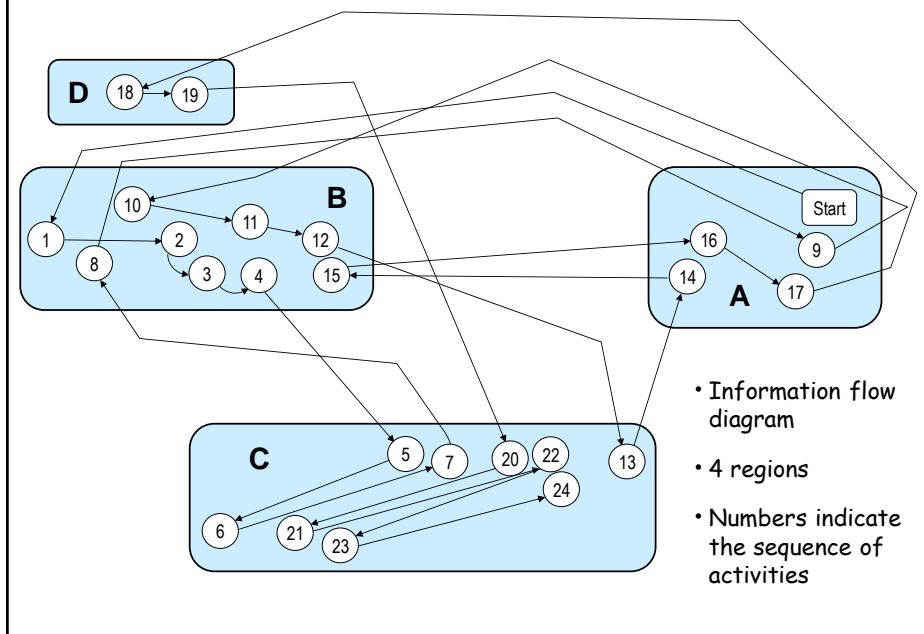 D
18
19
B
10
11
12
1
2
8
3
4
15
Start
16
9
14
17
A
C
5
7
20
22
13
24
6
21
23
• Information flow
diagram
• 4 regions
• Numbers indicate
the sequence of
activities